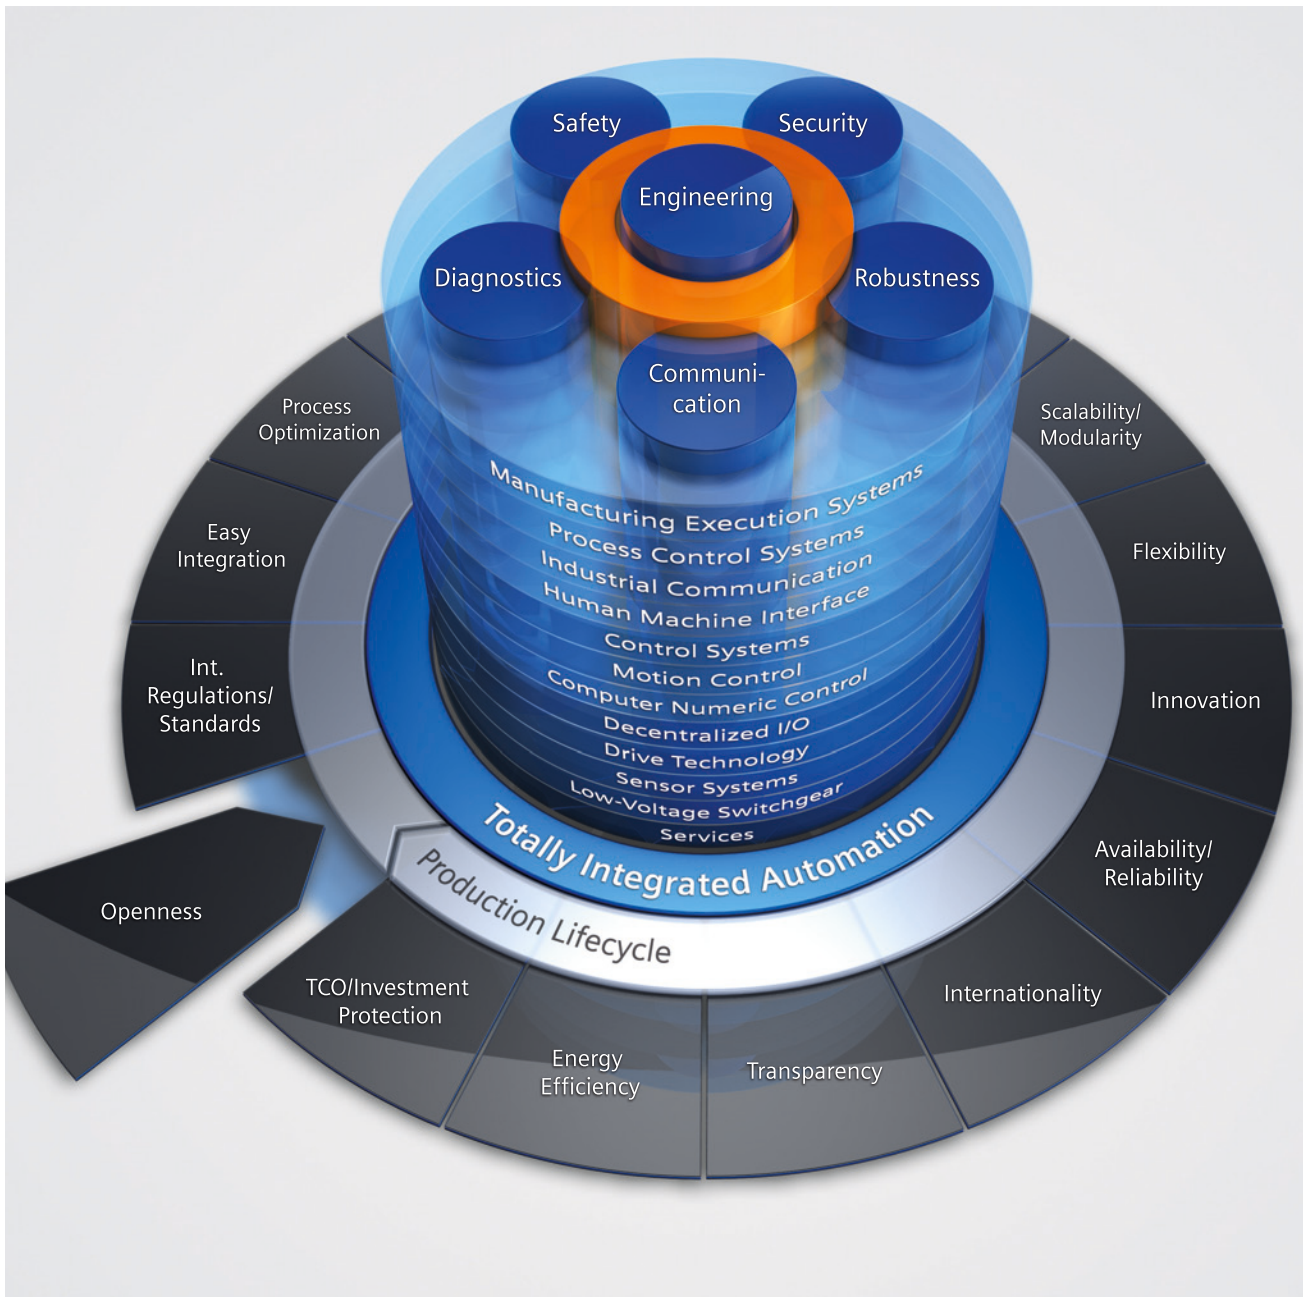 Safety
Security
Engineering
Diagnostics
Robustness
Communi-
cation
Process
Optimization
Scalability/
Modularity
Manufacturing Execution Systems
Process Control Systems
Industrial Communication
Human Machine Interface
Control Systems
Motion Control
Computer Numeric Control
Decentralized I/O
Drive Technology
Sensor Systems
Low-Voltage Switchgear
Services
Easy
Integration
Flexibility
Int.
Regulations/
Standards
Innovation
Totally Integrated Automation
Production Lifecycle
Availability/
Reliability
Openness
TCO/Investment
Protection
Internationality
Energy
Efficiency
Transparency